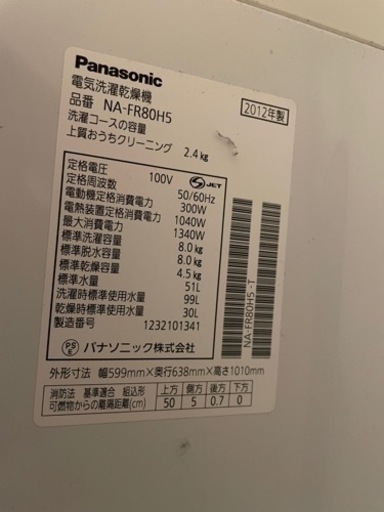 Panasonic
電気洗濯乾燥機
品番 NA-FR80H5
2012年製
洗濯コースの容量
上質おうちクリーニング 2.4kg
定格電圧 100V
定格周波数 50/60Hz
電動機定格消費電力 300W
電熱装置定格消費電力 1040W
最大消費電力 1340W
標準洗濯容量 8.0kg
標準脱水容量 8.0kg
標準乾燥容量 4.5kg
標準水量 51L
洗濯時標準使用水量 99L
乾燥時標準使用水量 30L
製造番号 1232101341
S JET
PS E パナソニック株式会社
NA-FR80H5-T
外形寸法 幅599mm×奥行638mm×高さ1010mm
消防法 基準適合 組込形 上方 側方 後方 下方
可燃物からの離隔距離(cm) 50 5 0.7 0